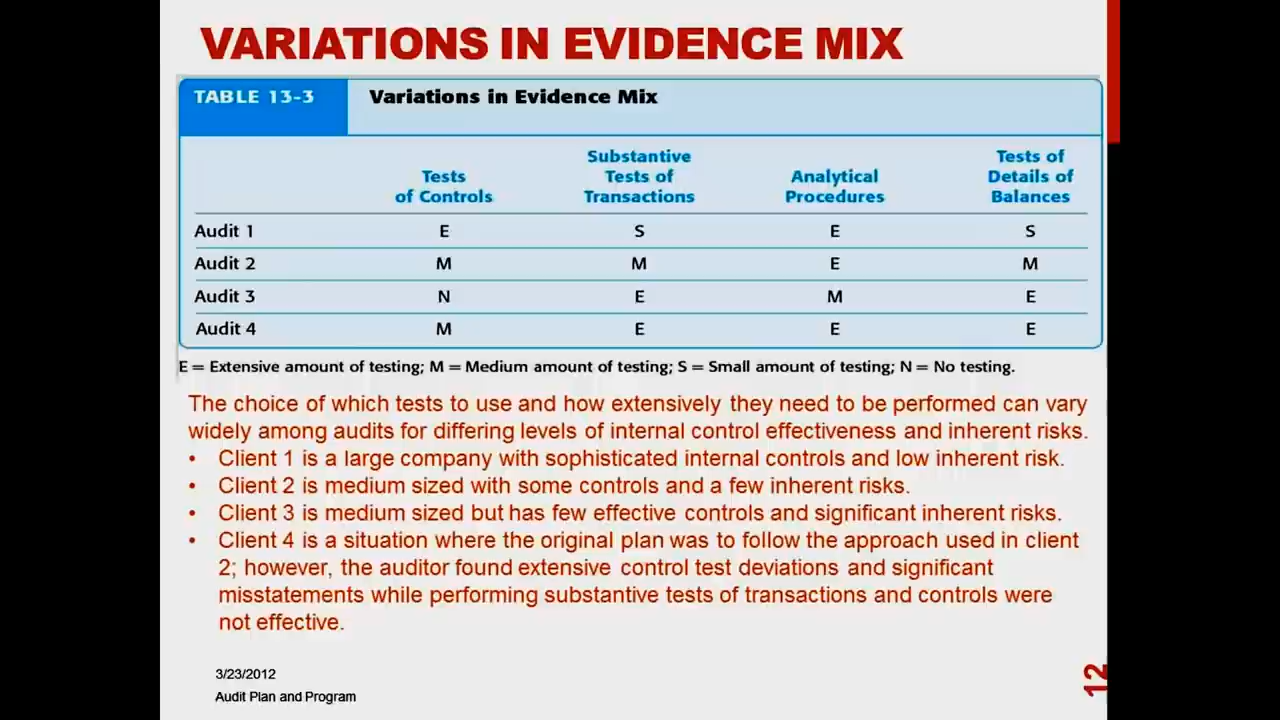 VARIATIONS IN EVIDENCE MIX
TABLE 13-3 Variations in Evidence Mix
Tests of Controls Substantive Tests of Transactions Analytical Procedures Tests of Details of Balances
Audit 1 E S E S
Audit 2 M M E M
Audit 3 N E M E
Audit 4 M E E E
E = Extensive amount of testing; M = Medium amount of testing; S = Small amount of testing; N = No testing.
The choice of which tests to use and how extensively they need to be performed can vary
widely among audits for differing levels of internal control effectiveness and inherent risks.
• Client 1 is a large company with sophisticated internal controls and low inherent risk.
• Client 2 is medium sized with some controls and a few inherent risks.
• Client 3 is medium sized but has few effective controls and significant inherent risks.
• Client 4 is a situation where the original plan was to follow the approach used in client
2; however, the auditor found extensive control test deviations and significant
misstatements while performing substantive tests of transactions and controls were
not effective.
3/23/2012
Audit Plan and Program
12